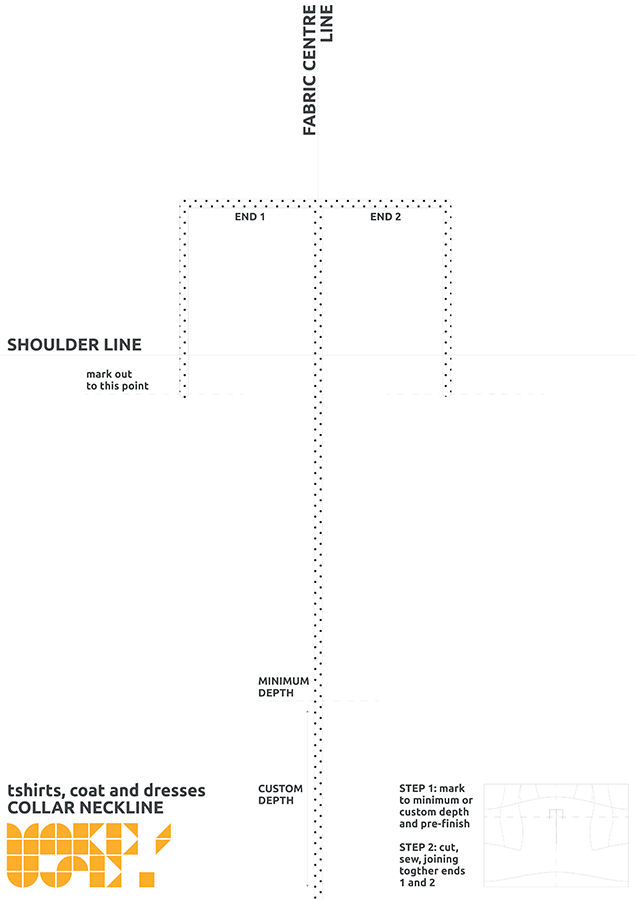 FABRIC CENTRE
LINE
END 1
END 2
SHOULDER LINE
mark out
to this point
MINIMUM
DEPTH
CUSTOM
DEPTH
tshirts, coat and dresses
COLLAR NECKLINE
MAKE/
USE.
STEP 1: mark
to minimum or
custom depth
and pre-finish
STEP 2: cut,
sew, joining
togther ends
1 and 2